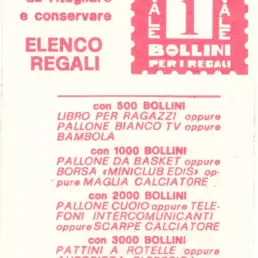 da ritagliare
e conservare
ELENCO
REGALI
ALE
1
ALE
BOLLINI
PER I REGALI
con 500 BOLLINI
LIBRO PER RAGAZZI oppure
PALLONE BIANCO TV oppure
BAMBOLA
con 1000 BOLLINI
PALLONE DA BASKET oppure
BORSA «MINICLUB EDIS» op-
pure MAGLIA CALCIATORE
con 2000 BOLLINI
PALLONE CUOIO oppure TELE-
FONI INTERCOMUNICANTI
oppure SCARPE CALCIATORE
con 3000 BOLLINI
PATTINI A ROTELLE oppure